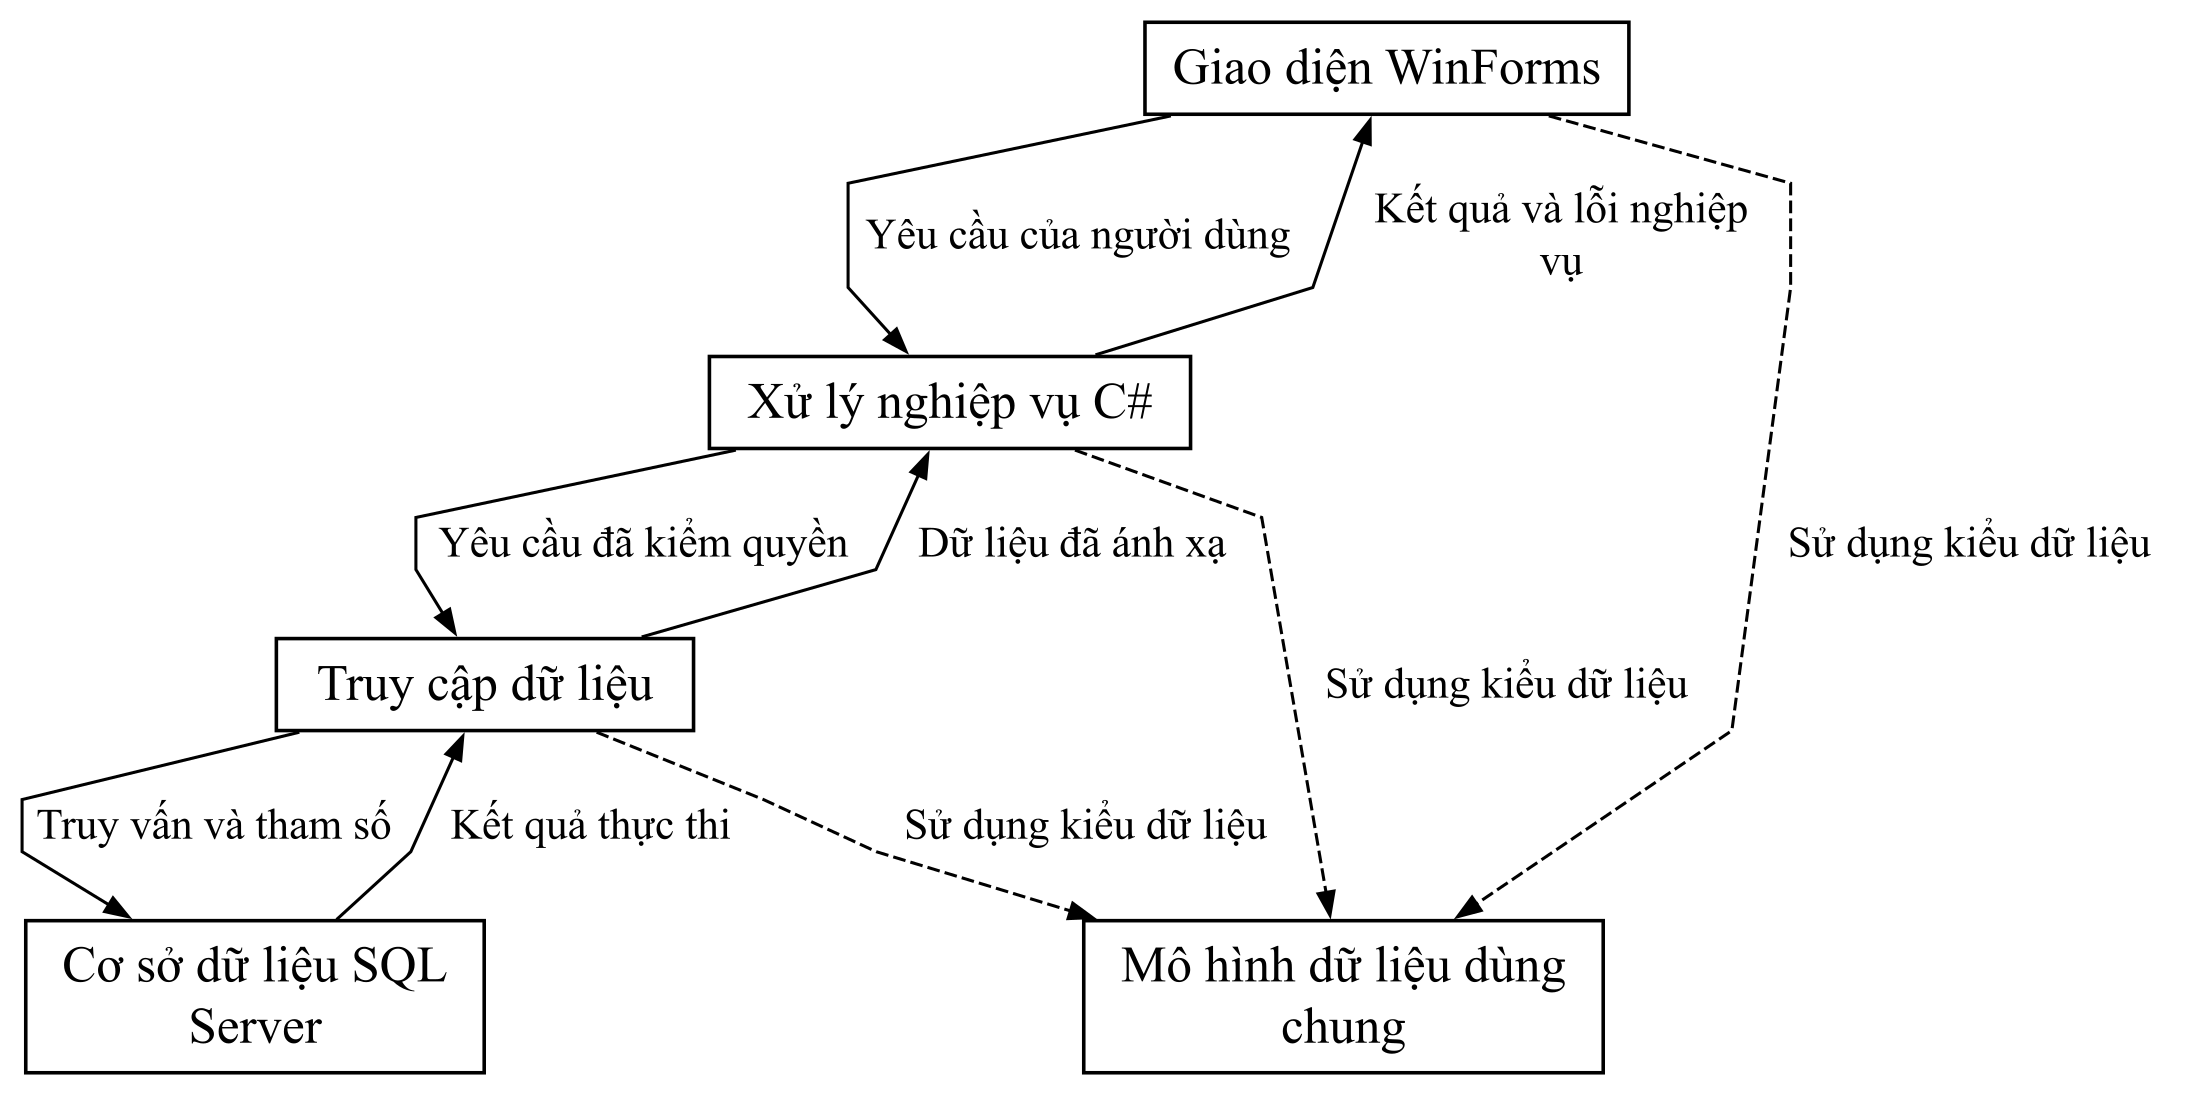 Giao diện WinForms
Yêu cầu của người dùng
Kết quả và lỗi nghiệp
vụ
Xử lý nghiệp vụ C#
Yêu cầu đã kiểm quyền
Dữ liệu đã ánh xạ
Sử dụng kiểu dữ liệu
Truy cập dữ liệu
Sử dụng kiểu dữ liệu
Truy vấn và tham số
Kết quả thực thi
Sử dụng kiểu dữ liệu
Cơ sở dữ liệu SQL
Server
Mô hình dữ liệu dùng
chung